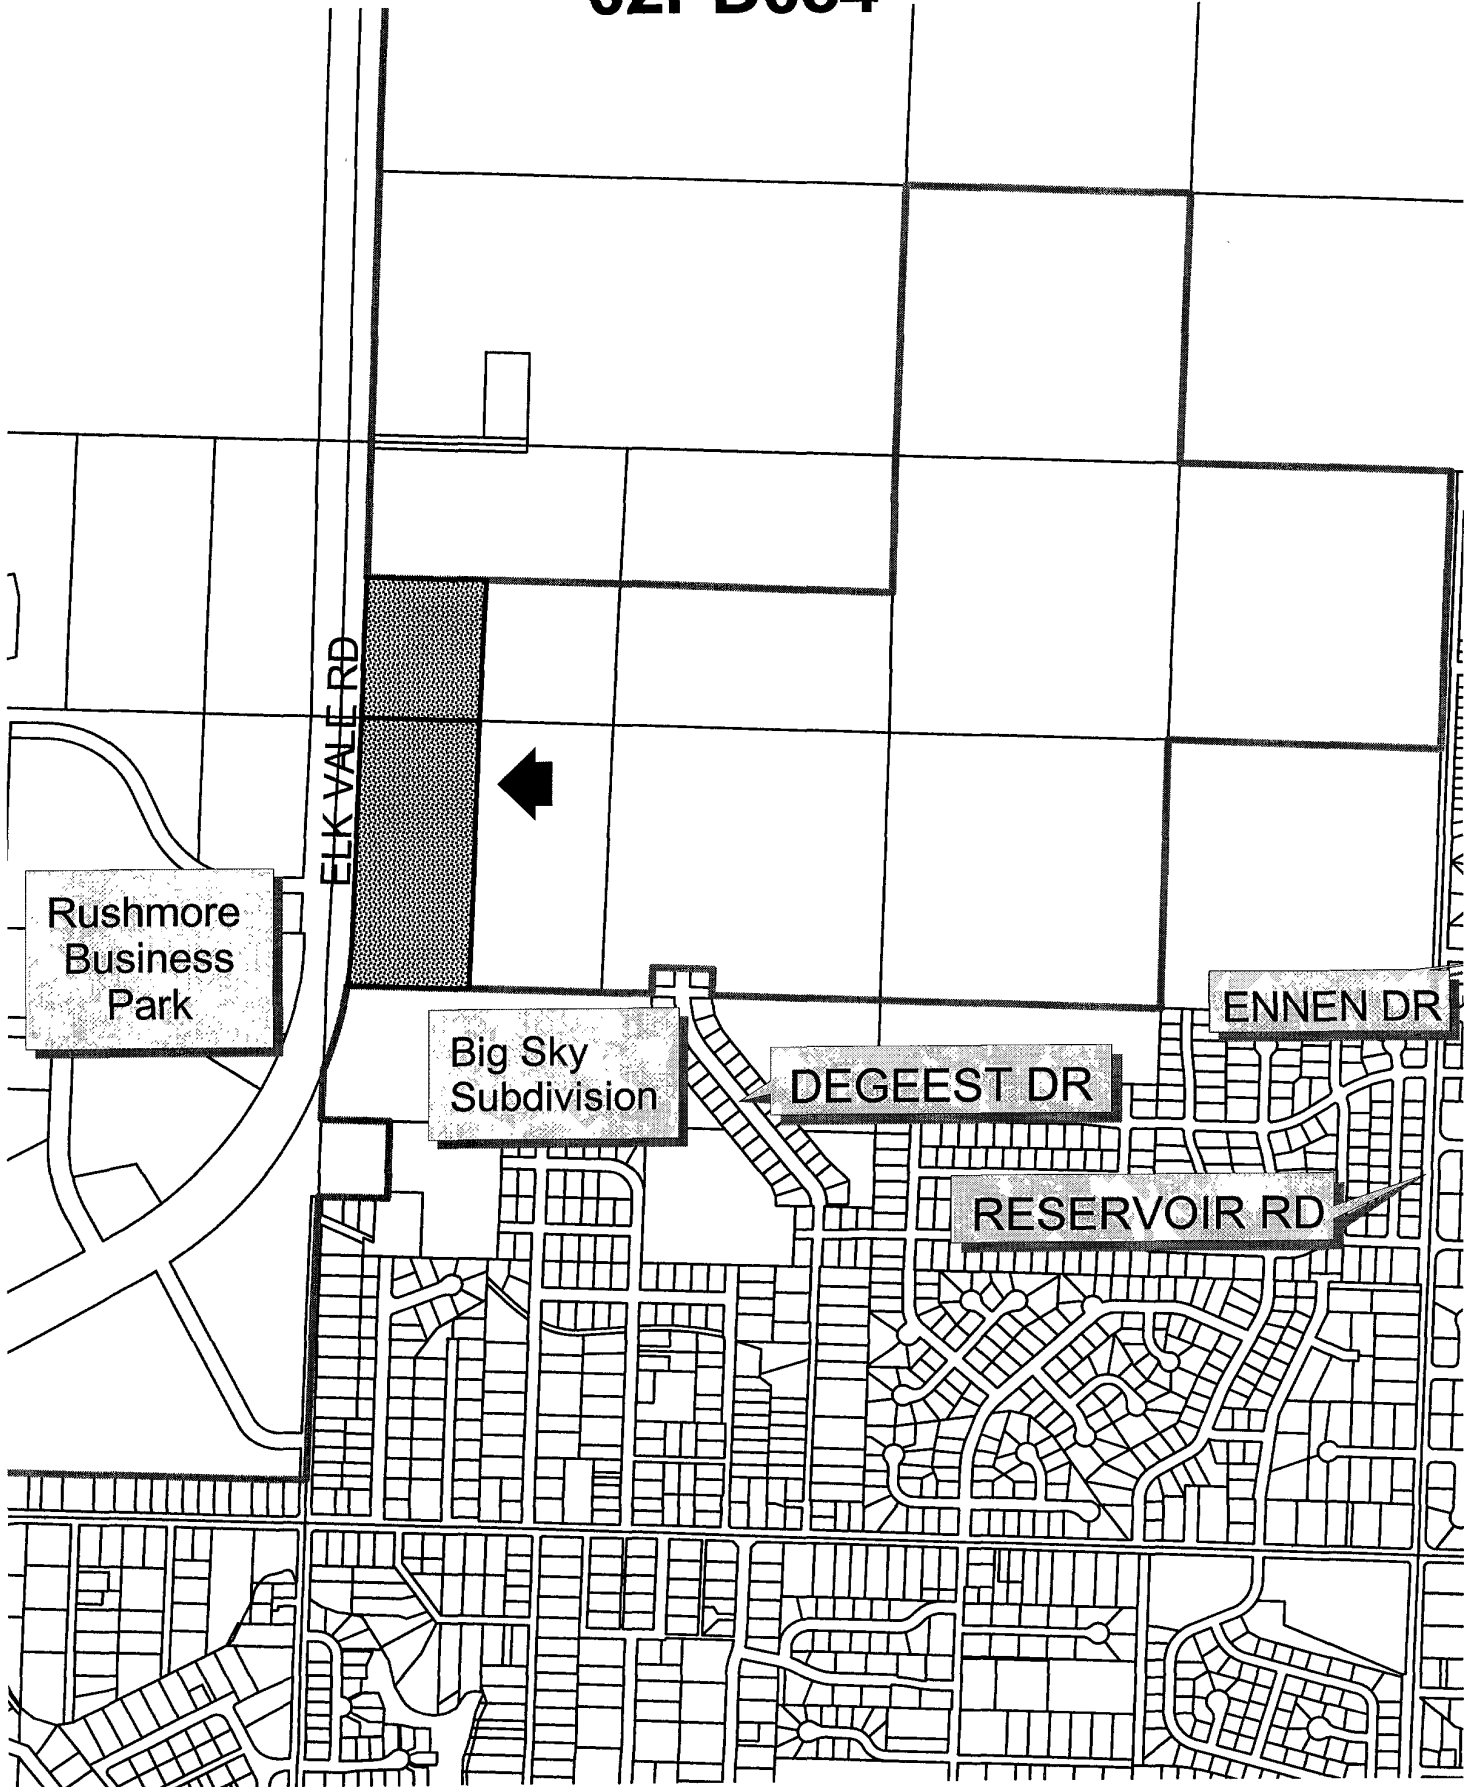 ELK VALE RD
Rushmore
Business
Park
ENNEN DR
Big Sky
Subdivision
DEGEEST DR
RESERVOIR RD